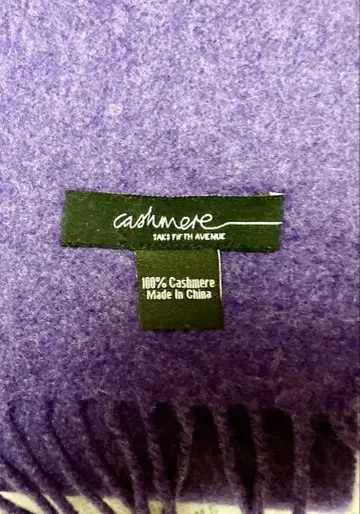 cashmere
SAKS FIFTH AVENUE
100% Cashmere
Made In China